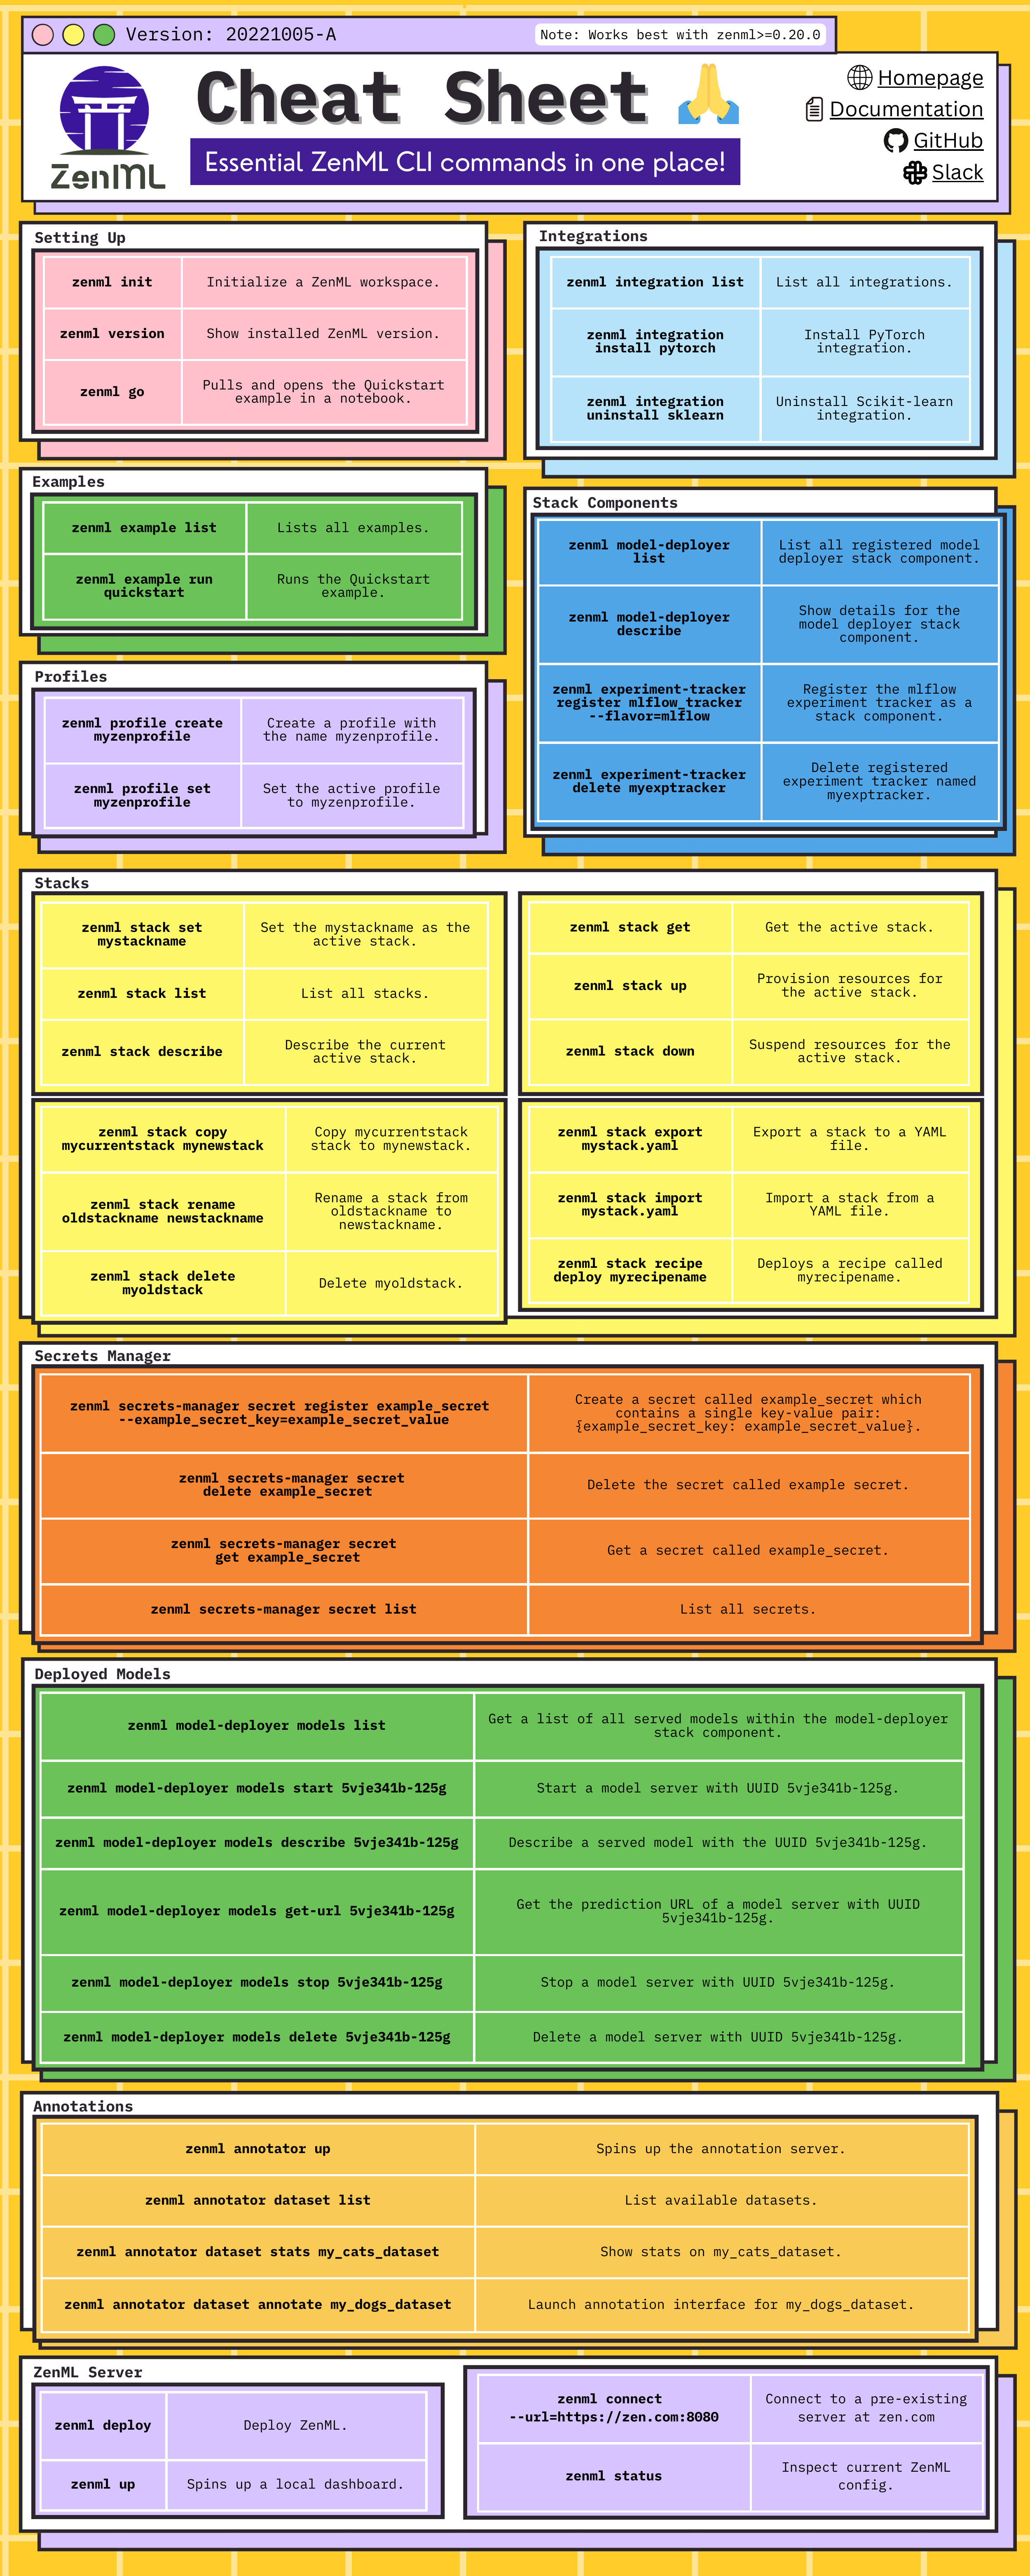 Version: 20221005-A
Note: Works best with zenml>=0.20.0
ZenML
Cheat Sheet
Essential ZenML CLI commands in one place!
Homepage
Documentation
GitHub
Slack
Setting Up
zenml init
Initialize a ZenML workspace.
zenml version
Show installed ZenML version.
zenml go
Pulls and opens the Quickstart
example in a notebook.
Integrations
zenml integration list
List all integrations.
zenml integration
install pytorch
Install PyTorch
integration.
zenml integration
uninstall sklearn
Uninstall Scikit-learn
integration.
Examples
zenml example list
Lists all examples.
zenml example run
quickstart
Runs the Quickstart
example.
Stack Components
zenml model-deployer
list
List all registered model
deployer stack component.
zenml model-deployer
describe
Show details for the
model deployer stack
component.
zenml experiment-tracker
register mlflow_tracker
--flavor=mlflow
Register the mlflow
experiment tracker as a
stack component.
zenml experiment-tracker
delete myexptracker
Delete registered
experiment tracker named
myexptracker.
Profiles
zenml profile create
myzenprofile
Create a profile with
the name myzenprofile.
zenml profile set
myzenprofile
Set the active profile
to myzenprofile.
Stacks
zenml stack set
mystackname
Set the mystackname as the
active stack.
zenml stack list
List all stacks.
zenml stack describe
Describe the current
active stack.
zenml stack get
Get the active stack.
zenml stack up
Provision resources for
the active stack.
zenml stack down
Suspend resources for the
active stack.
zenml stack copy
mycurrentstack mynewstack
Copy mycurrentstack
stack to mynewstack.
zenml stack rename
oldstackname newstackname
Rename a stack from
oldstackname to
newstackname.
zenml stack delete
myoldstack
Delete myoldstack.
zenml stack export
mystack.yaml
Export a stack to a YAML
file.
zenml stack import
mystack.yaml
Import a stack from a
YAML file.
zenml stack recipe
deploy myrecipename
Deploys a recipe called
myrecipename.
Secrets Manager
zenml secrets-manager secret register example_secret
--example_secret_key=example_secret_value
Create a secret called example_secret which
contains a single key-value pair:
{example_secret_key: example_secret_value}.
zenml secrets-manager secret
delete example_secret
Delete the secret called example secret.
zenml secrets-manager secret
get example_secret
Get a secret called example_secret.
zenml secrets-manager secret list
List all secrets.
Deployed Models
zenml model-deployer models list
Get a list of all served models within the model-deployer
stack component.
zenml model-deployer models start 5vje341b-125g
Start a model server with UUID 5vje341b-125g.
zenml model-deployer models describe 5vje341b-125g
Describe a served model with the UUID 5vje341b-125g.
zenml model-deployer models get-url 5vje341b-125g
Get the prediction URL of a model server with UUID
5vje341b-125g.
zenml model-deployer models stop 5vje341b-125g
Stop a model server with UUID 5vje341b-125g.
zenml model-deployer models delete 5vje341b-125g
Delete a model server with UUID 5vje341b-125g.
Annotations
zenml annotator up
Spins up the annotation server.
zenml annotator dataset list
List available datasets.
zenml annotator dataset stats my_cats_dataset
Show stats on my_cats_dataset.
zenml annotator dataset annotate my_dogs_dataset
Launch annotation interface for my_dogs_dataset.
ZenML Server
zenml deploy
Deploy ZenML.
zenml up
Spins up a local dashboard.
zenml connect
--url=https://zen.com:8080
Connect to a pre-existing
server at zen.com
zenml status
Inspect current ZenML
config.